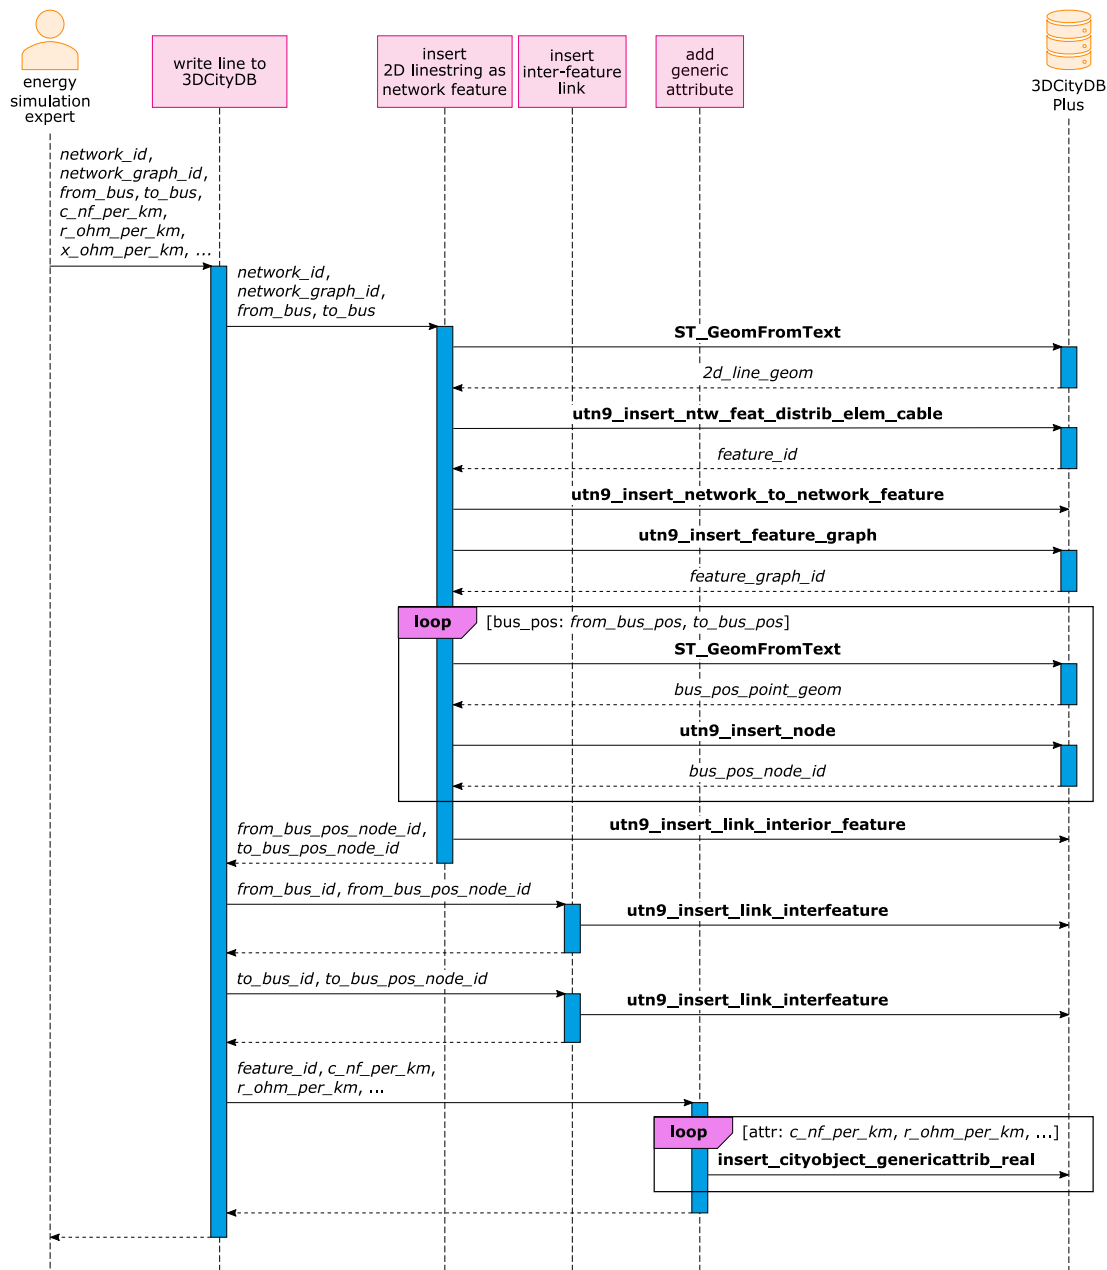 energy
simulation
expert
write line to
3DCityDB
insert
2D linestring as
network feature
insert
inter-feature
link
add
generic
attribute
3DCityDB
Plus
network_id,
network_graph_id,
from_bus, to_bus,
c_nf_per_km,
r_ohm_per_km,
x_ohm_per_km, ...
network_id,
network_graph_id,
from_bus, to_bus
ST_GeomFromText
2d_line_geom
utn9_insert_ntw_feat_distrib_elem_cable
feature_id
utn9_insert_network_to_network_feature
utn9_insert_feature_graph
feature_graph_id
loop [bus_pos: from_bus_pos, to_bus_pos]
ST_GeomFromText
bus_pos_point_geom
utn9_insert_node
bus_pos_node_id
utn9_insert_link_interior_feature
from_bus_pos_node_id,
to_bus_pos_node_id
from_bus_id, from_bus_pos_node_id
utn9_insert_link_interfeature
to_bus_id, to_bus_pos_node_id
utn9_insert_link_interfeature
feature_id, c_nf_per_km,
r_ohm_per_km, ...
loop [attr: c_nf_per_km, r_ohm_per_km, ...]
insert_cityobject_genericattrib_real